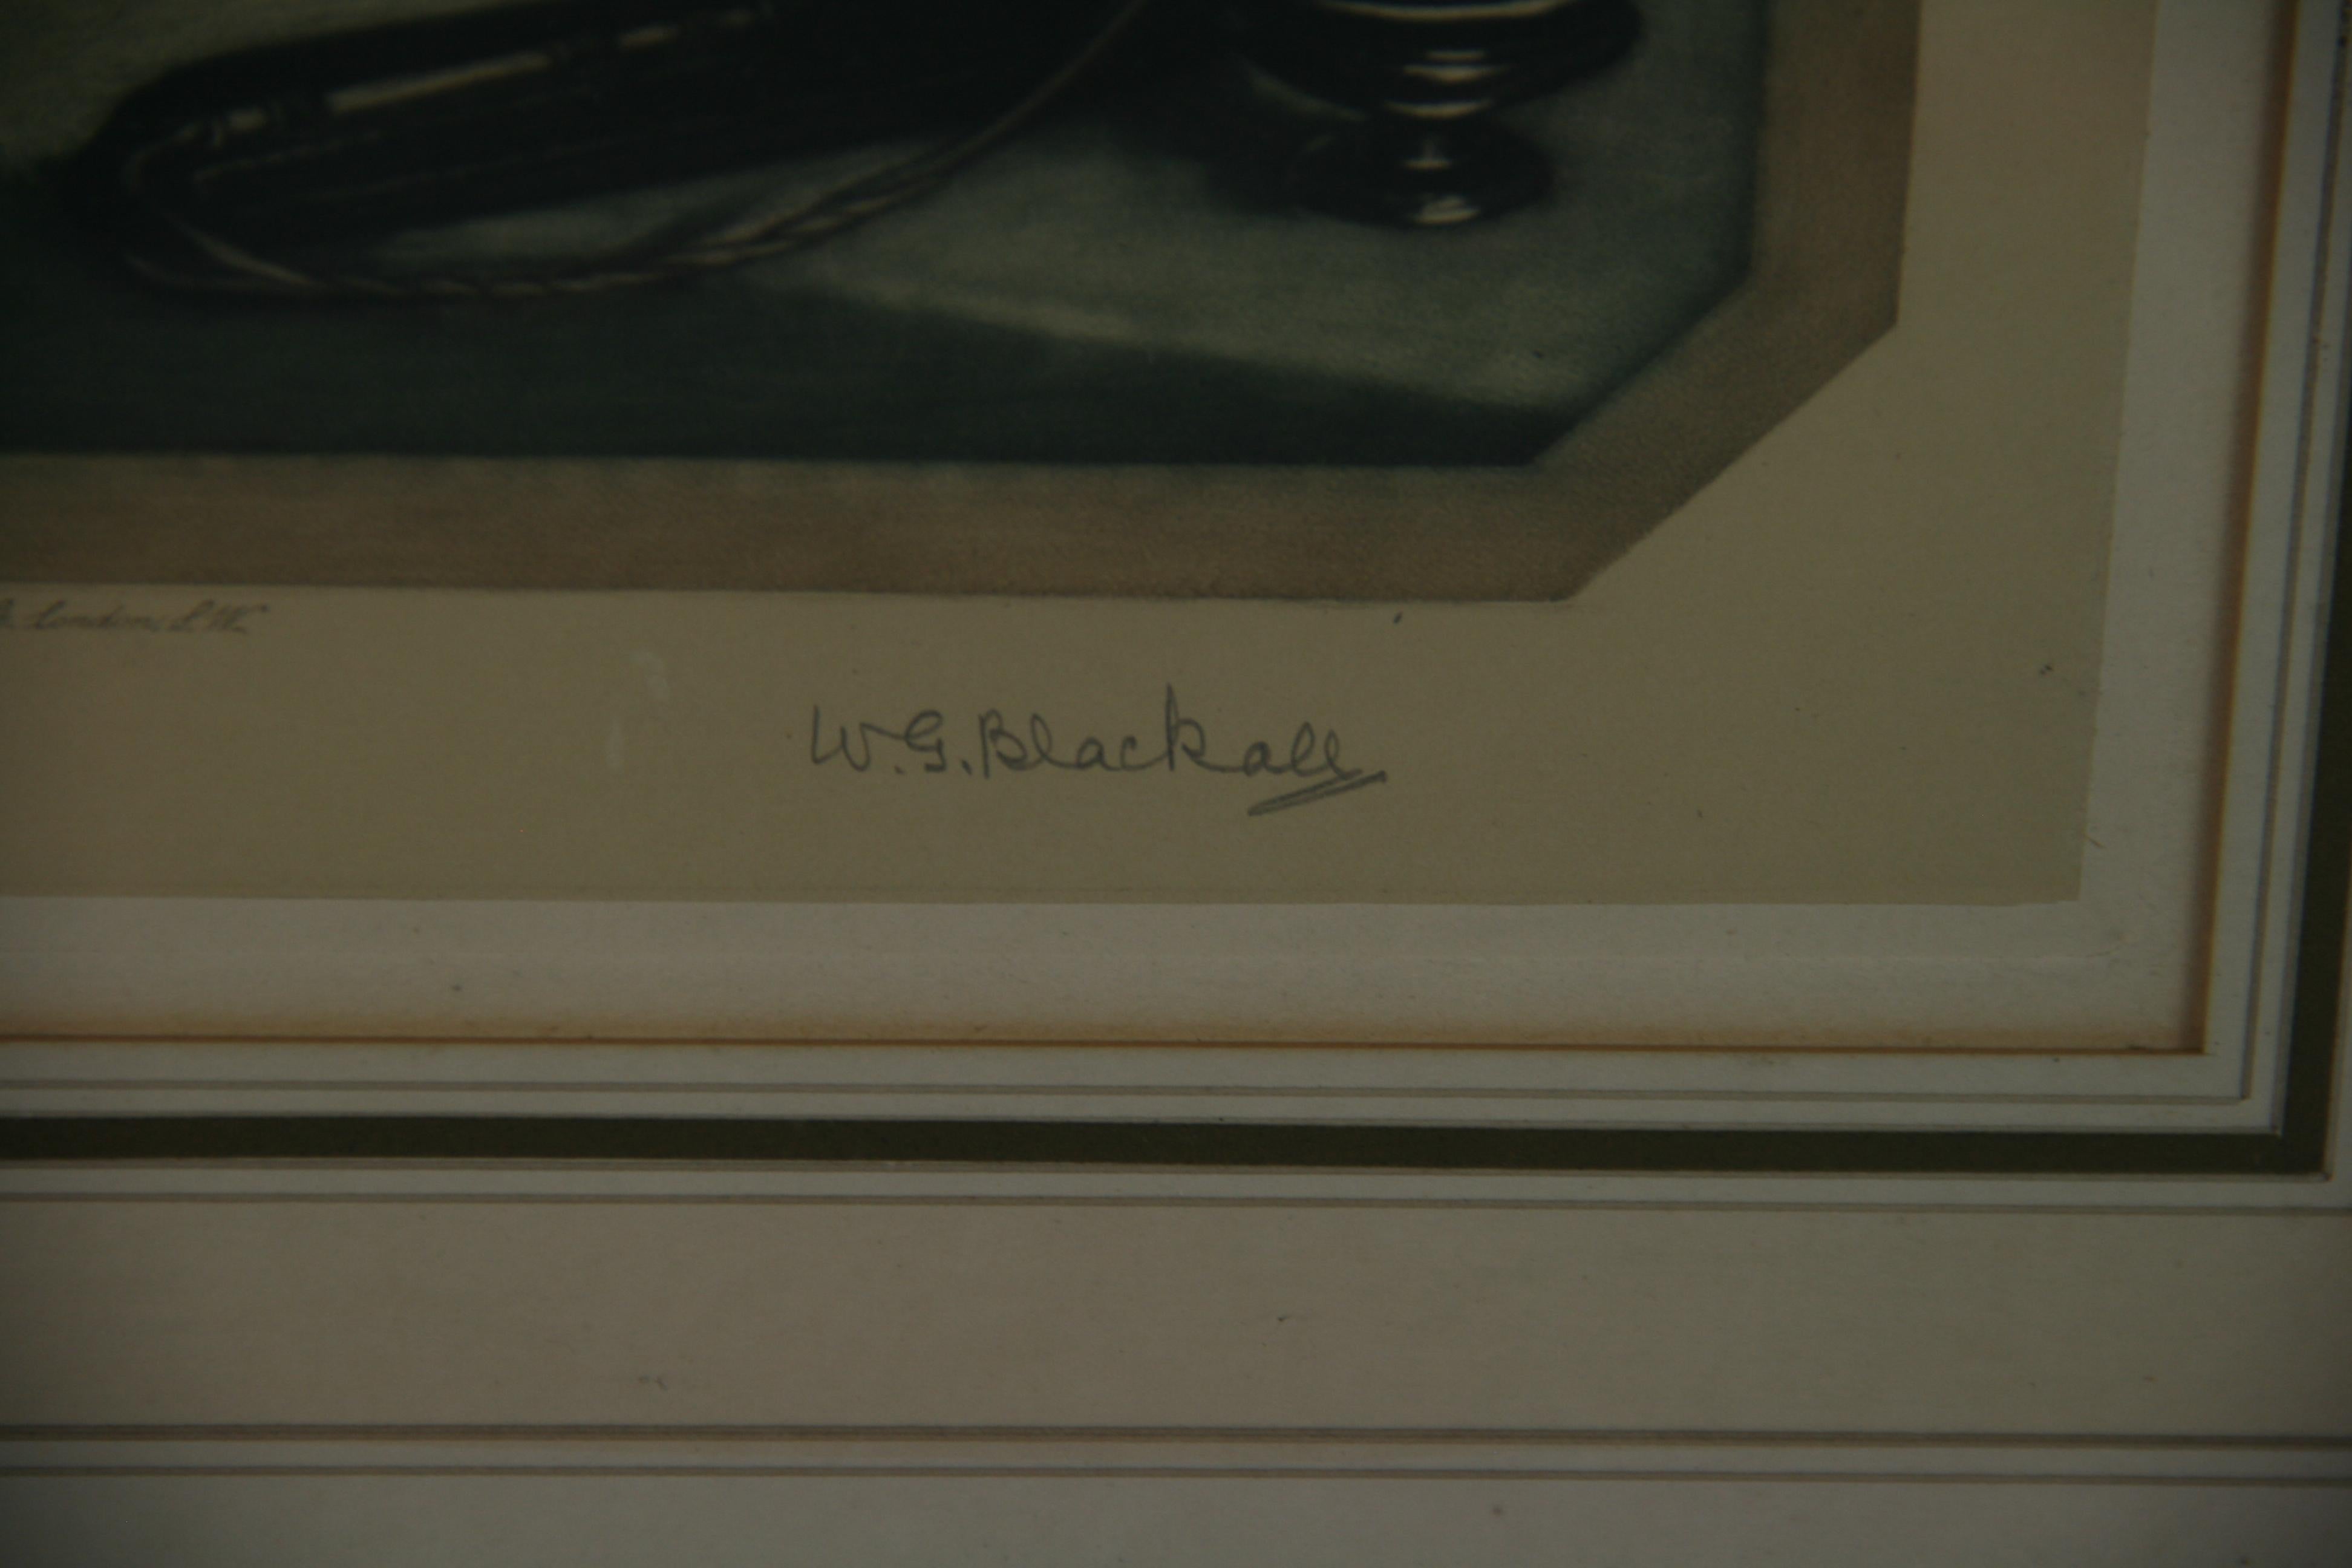 London, S.W.
W.G. Blackall